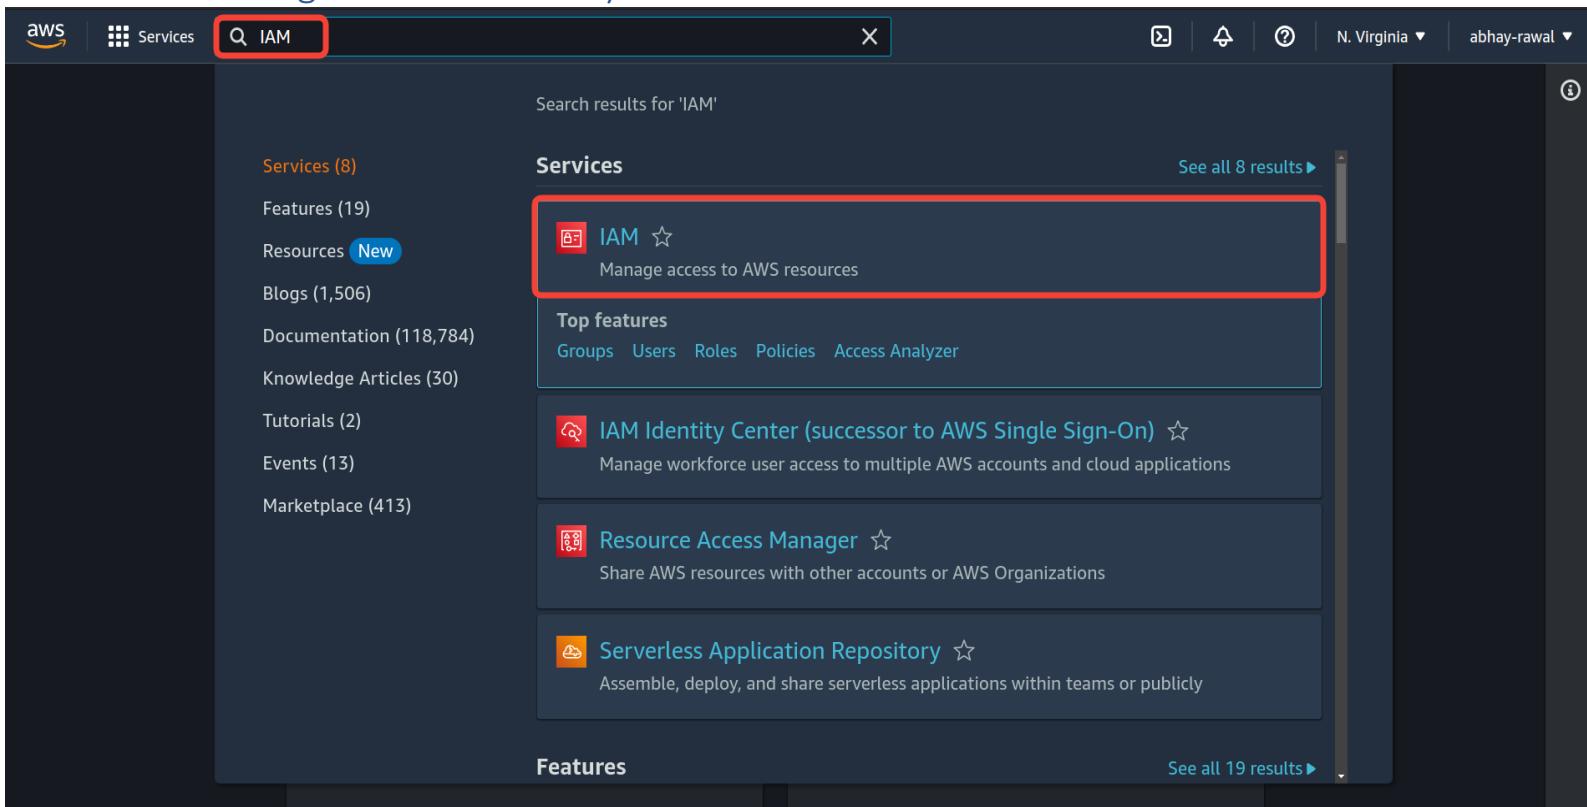 aws Services IAM N. Virginia abhay-rawal
Search results for 'IAM'
Services (8)
Features (19)
Resources New
Blogs (1,506)
Documentation (118,784)
Knowledge Articles (30)
Tutorials (2)
Events (13)
Marketplace (413)
Services See all 8 results
IAM
Manage access to AWS resources
Top features
Groups Users Roles Policies Access Analyzer
IAM Identity Center (successor to AWS Single Sign-On)
Manage workforce user access to multiple AWS accounts and cloud applications
Resource Access Manager
Share AWS resources with other accounts or AWS Organizations
Serverless Application Repository
Assemble, deploy, and share serverless applications within teams or publicly
Features See all 19 results